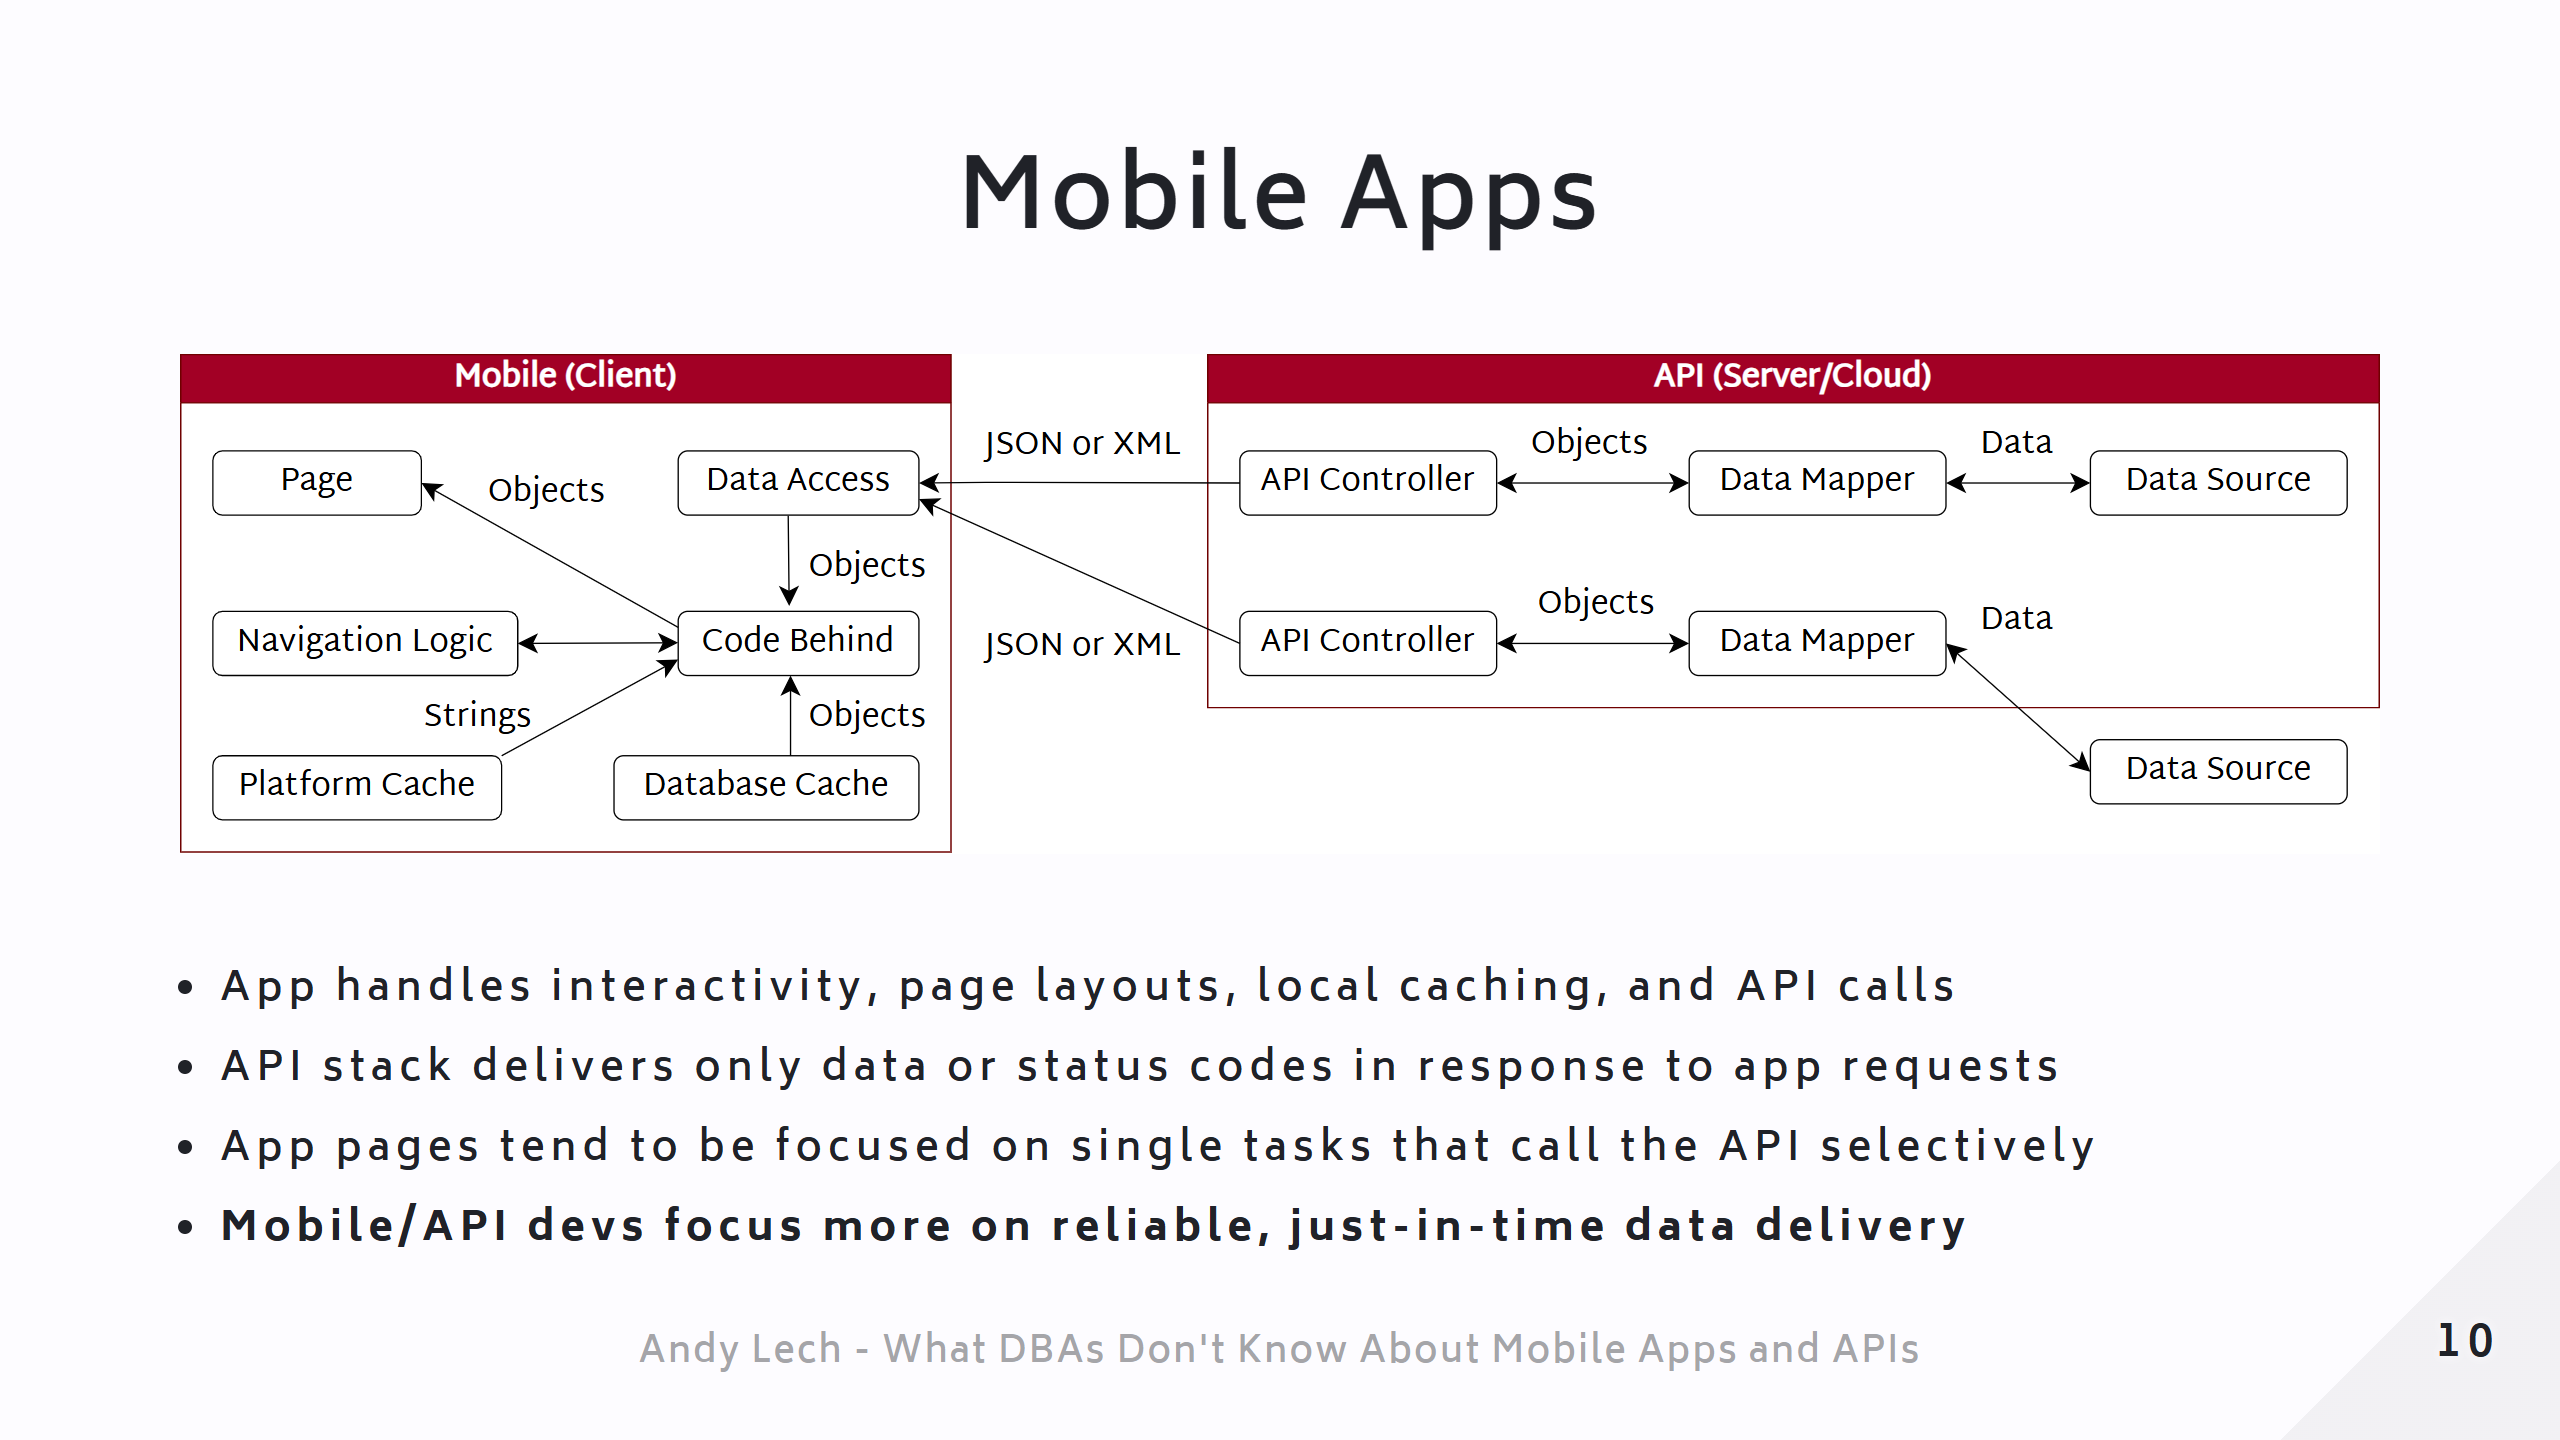 Mobile Apps
Mobile (Client)
API (Server/Cloud)
Page
Objects
Data Access
JSON or XML
API Controller
Objects
Data Mapper
Data
Data Source
Objects
Navigation Logic
Code Behind
JSON or XML
API Controller
Objects
Data Mapper
Data
Strings
Objects
Platform Cache
Database Cache
Data Source
• App handles interactivity, page layouts, local caching, and API calls
• API stack delivers only data or status codes in response to app requests
• App pages tend to be focused on single tasks that call the API selectively
• Mobile/API devs focus more on reliable, just-in-time data delivery
Andy Lech - What DBAs Don't Know About Mobile Apps and APIs
10